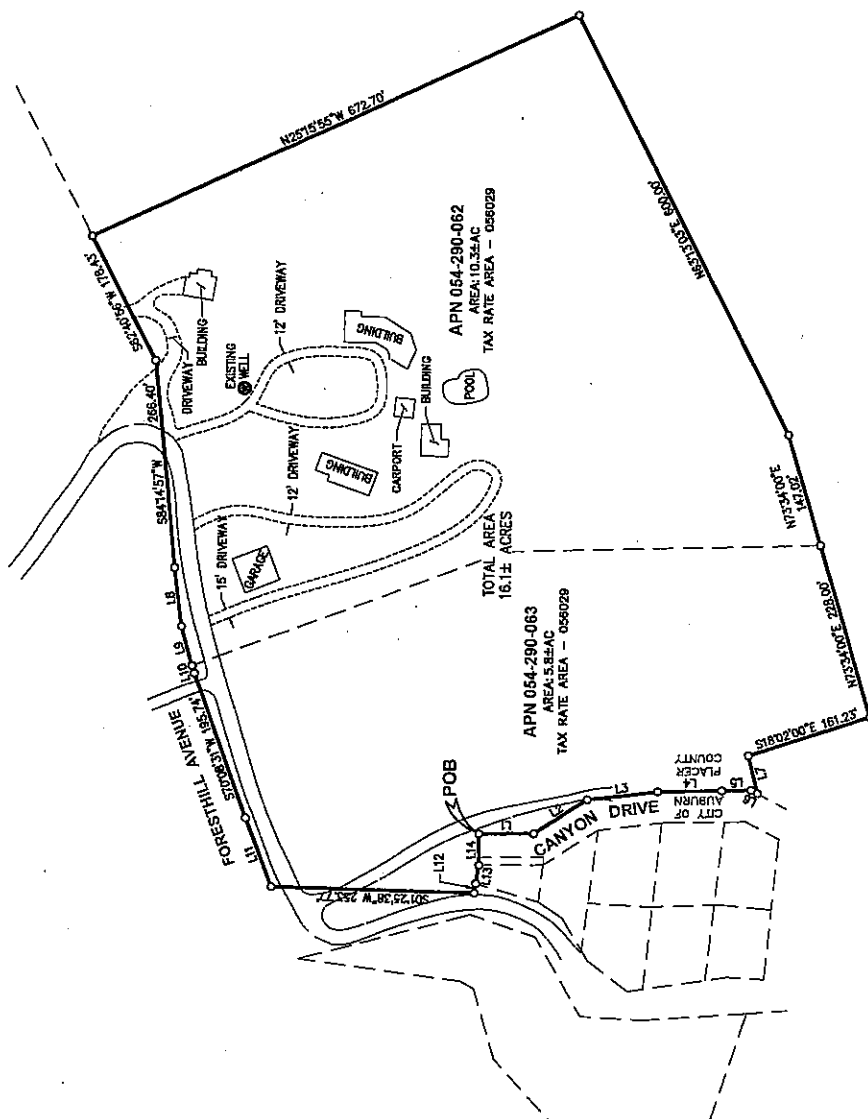 N25°15'55"W 672.70'
S62°40'56"W 178.43'
DRIVEWAY
BUILDING
266.40'
S84°14'57"W
EXISTING
WELL
12' DRIVEWAY
BUILDING
APN 054-290-062
AREA: 10.3±AC
TAX RATE AREA - 056029
N63°13'03"E 600.00'
CARPORT
BUILDING
POOL
BUILDING
12' DRIVEWAY
15' DRIVEWAY
GARAGE
TOTAL AREA
16.1± ACRES
N73°34'00"E
147.02'
L8
L9
L10
FORESTHILL AVENUE
S70°08'31"W 195.74'
L11
APN 054-290-063
AREA: 5.8±AC
TAX RATE AREA - 056029
N73°34'00"E 228.00'
S18°02'00"E 161.23'
POB
S01°25'38"W 253.77'
L12
L13
L14
L1
L2
L3
L4
L5
L6
L7
CANYON DRIVE
CITY OF
AUBURN
PLACER
COUNTY